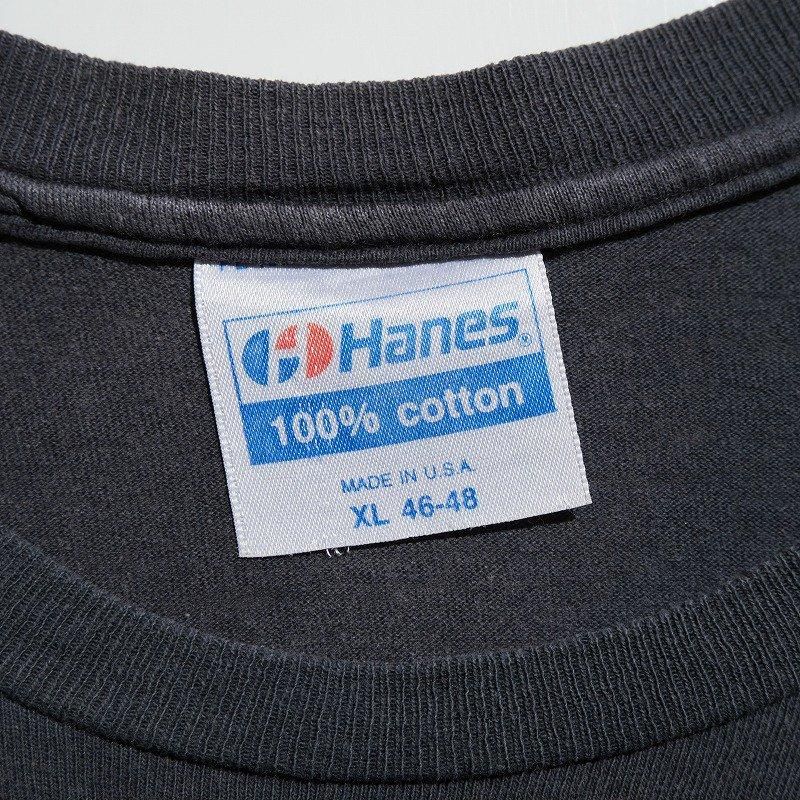 Hanes®
100% cotton
MADE IN U.S.A.
XL 46-48